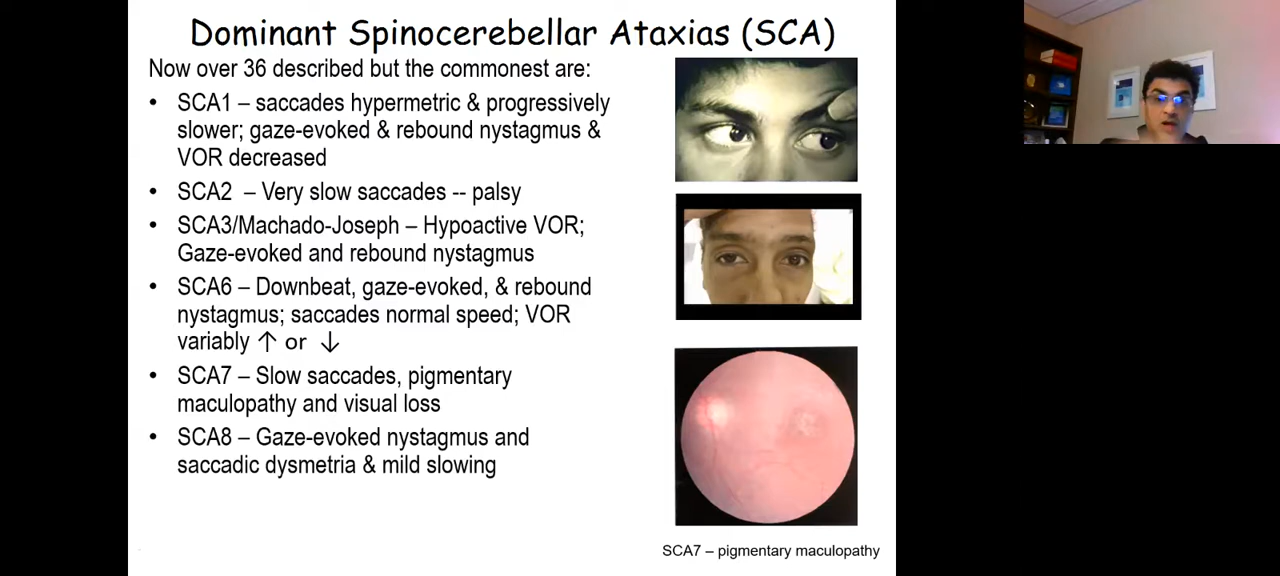 Dominant Spinocerebellar Ataxias (SCA)
Now over 36 described but the commonest are:
• SCA1 – saccades hypermetric & progressively
slower; gaze-evoked & rebound nystagmus &
VOR decreased
• SCA2 – Very slow saccades -- palsy
• SCA3/Machado-Joseph – Hypoactive VOR;
Gaze-evoked and rebound nystagmus
• SCA6 – Downbeat, gaze-evoked, & rebound
nystagmus; saccades normal speed; VOR
variably ↑ or ↓
• SCA7 – Slow saccades, pigmentary
maculopathy and visual loss
• SCA8 – Gaze-evoked nystagmus and
saccadic dysmetria & mild slowing
SCA7 – pigmentary maculopathy